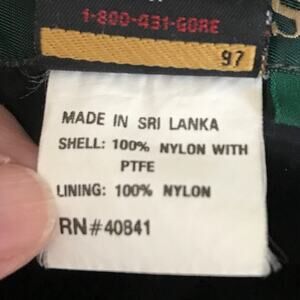 1-800-431-GORE
97
MADE IN SRI LANKA
SHELL: 100% NYLON WITH
PTFE
LINING: 100% NYLON
RN#40841